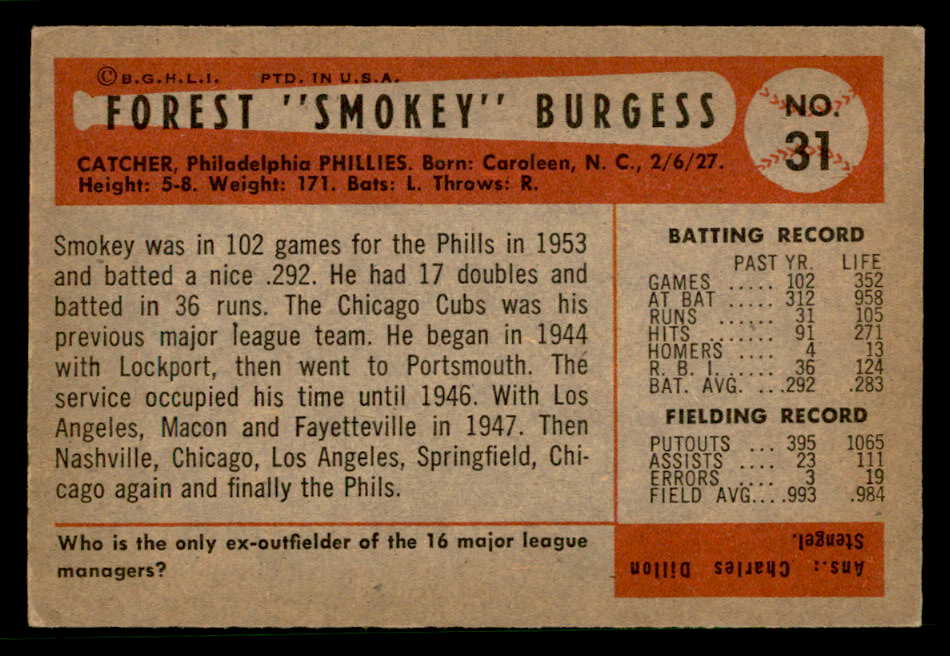 ©B.G.H.L.I. PTD. IN U.S.A.
FOREST "SMOKEY" BURGESS
NO.
31
CATCHER, Philadelphia PHILLIES. Born: Caroleen, N. C., 2/6/27.
Height: 5-8. Weight: 171. Bats: L. Throws: R.
Smokey was in 102 games for the Phills in 1953
and batted a nice .292. He had 17 doubles and
batted in 36 runs. The Chicago Cubs was his
previous major league team. He began in 1944
with Lockport, then went to Portsmouth. The
service occupied his time until 1946. With Los
Angeles, Macon and Fayetteville in 1947. Then
Nashville, Chicago, Los Angeles, Springfield, Chi-
cago again and finally the Phils.
BATTING RECORD
PAST YR. LIFE
GAMES ..... 102 352
AT BAT ..... 312 958
RUNS ...... 31 105
HITS ....... 91 271
HOMERS .... 4 13
R. B. I. ..... 36 124
BAT. AVG. ....292 .283
FIELDING RECORD
PUTOUTS ... 395 1065
ASSISTS .... 23 111
ERRORS .... 3 19
FIELD AVG....993 .984
Who is the only ex-outfielder of the 16 major league
managers?
Ans.: Charles Dillon
Stengel.